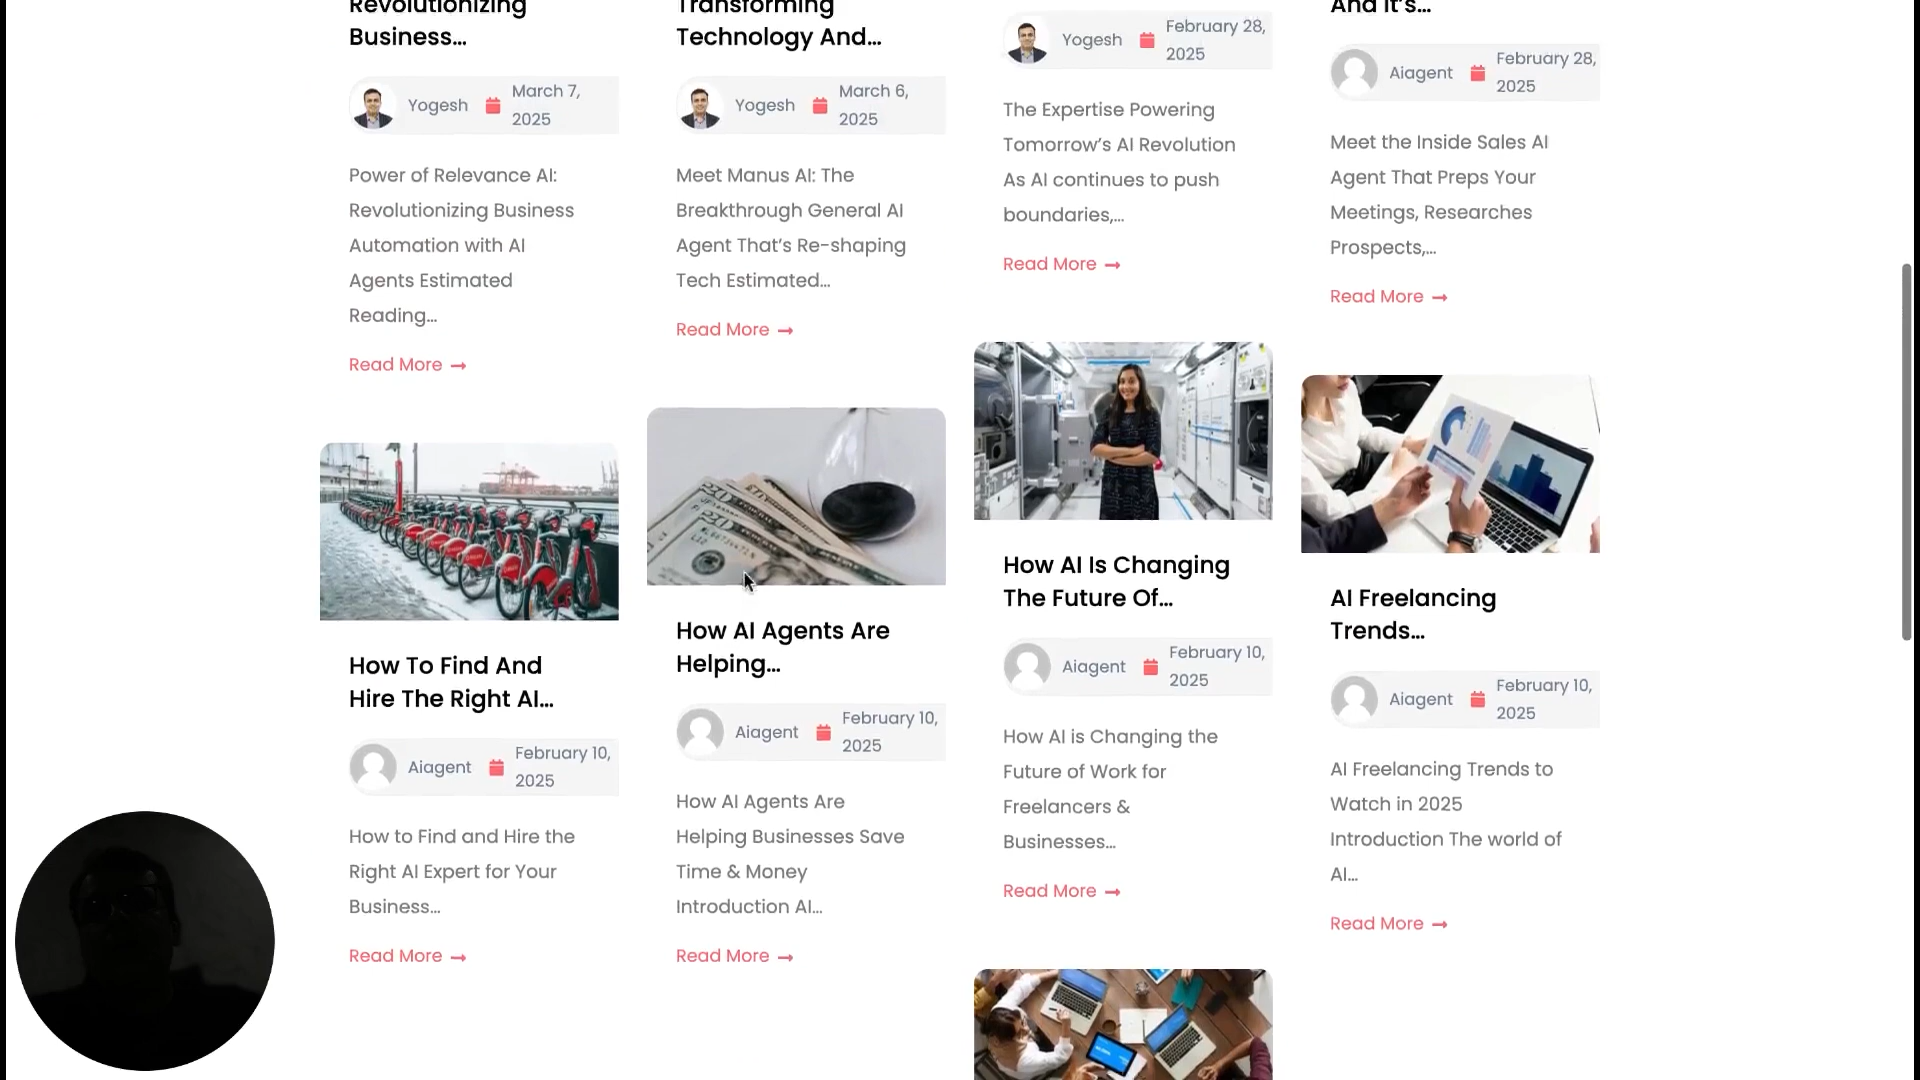 Revolutionizing
Business...
Yogesh
March 7,
2025
Power of Relevance AI:
Revolutionizing Business
Automation with AI
Agents Estimated
Reading...
Read More
How To Find And
Hire The Right AI...
Aiagent
February 10,
2025
How to Find and Hire the
Right AI Expert for Your
Business...
Read More
Transforming
Technology And...
Yogesh
March 6,
2025
Meet Manus AI: The
Breakthrough General AI
Agent That's Re-shaping
Tech Estimated...
Read More
How AI Agents Are
Helping...
Aiagent
February 10,
2025
How AI Agents Are
Helping Businesses Save
Time & Money
Introduction AI...
Read More
Yogesh
February 28,
2025
The Expertise Powering
Tomorrow's AI Revolution
As AI continues to push
boundaries,...
Read More
How AI Is Changing
The Future Of...
Aiagent
February 10,
2025
How AI is Changing the
Future of Work for
Freelancers &
Businesses...
Read More
And It's...
Aiagent
February 28,
2025
Meet the Inside Sales AI
Agent That Preps Your
Meetings, Researches
Prospects,...
Read More
AI Freelancing
Trends...
Aiagent
February 10,
2025
AI Freelancing Trends to
Watch in 2025
Introduction The world of
AI...
Read More